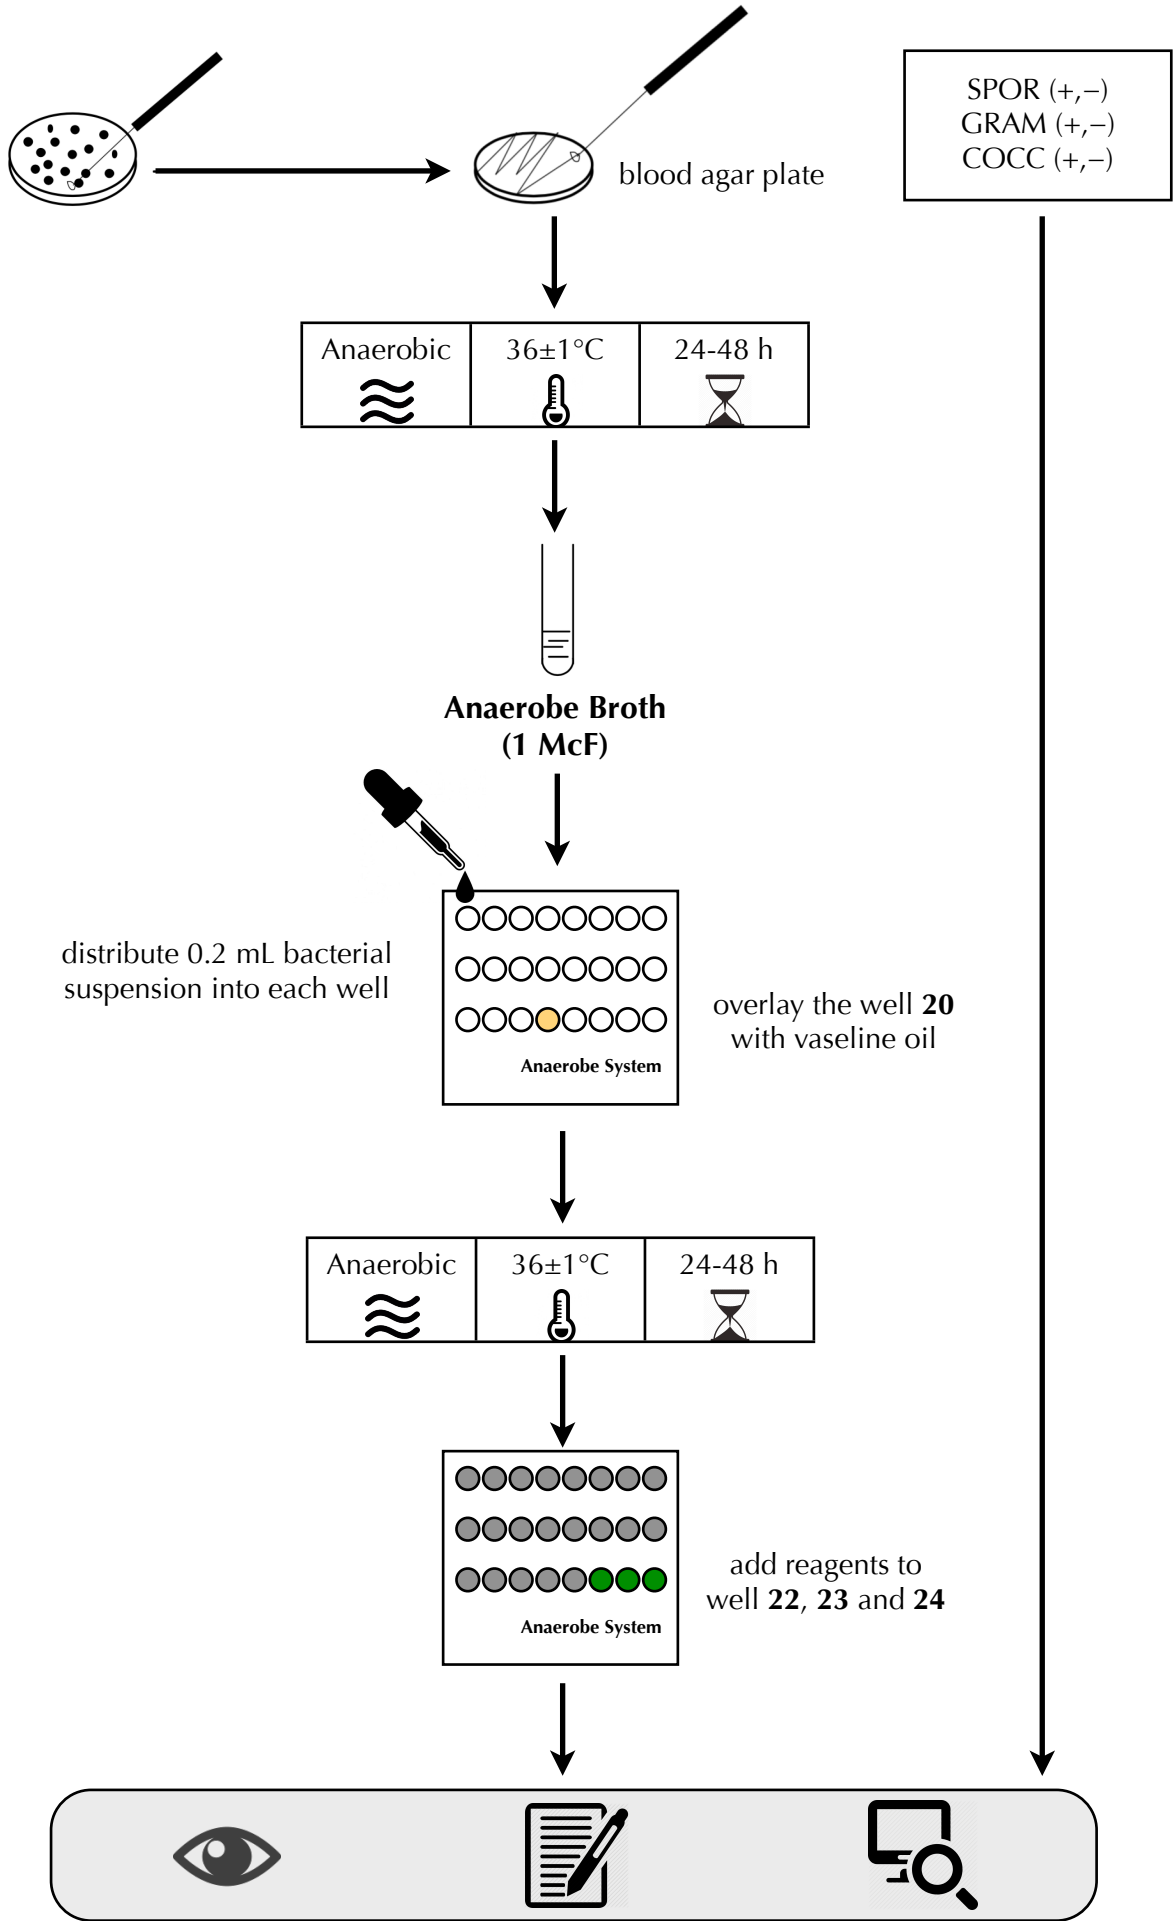 SPOR (+,−)
GRAM (+,−)
COCC (+,−)
blood agar plate
Anaerobic
36±1°C
24-48 h
Anaerobe Broth
(1 McF)
distribute 0.2 mL bacterial
suspension into each well
overlay the well 20
with vaseline oil
Anaerobe System
Anaerobic
36±1°C
24-48 h
add reagents to
well 22, 23 and 24
Anaerobe System